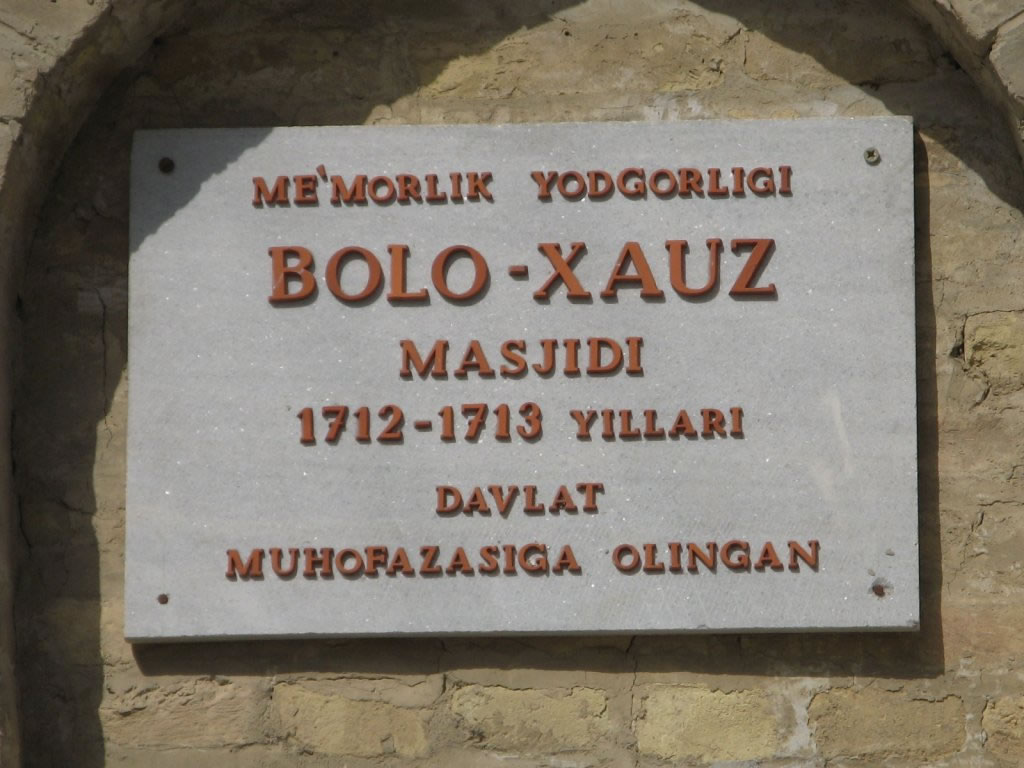 ME'MORLIK YODGORLIGI
BOLO-XAUZ
MASJIDI
1712-1713 YILLARI
DAVLAT
MUHOFAZASIGA OLINGAN